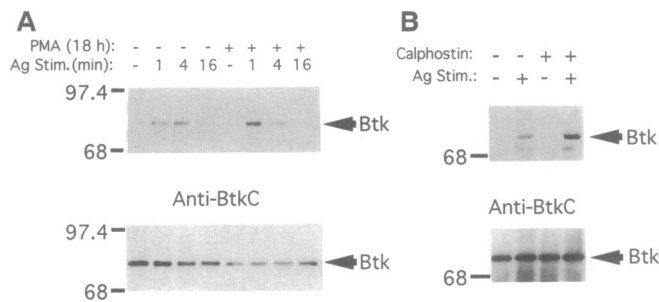 A
PMA (18 h): - - - - + + + +
Ag Stim.(min): - 1 4 16 - 1 4 16
97.4
Btk
68
Anti-BtkC
97.4
Btk
68
B
Calphostin: - - + +
Ag Stim.: - + - +
Btk
68
Anti-BtkC
Btk
68